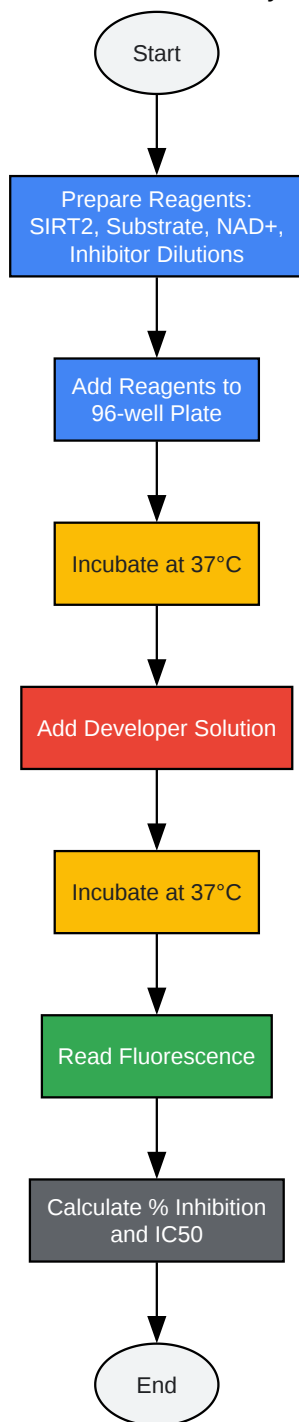 Start
Prepare Reagents:
SIRT2, Substrate, NAD+,
Inhibitor Dilutions
Add Reagents to
96-well Plate
Incubate at 37°C
Add Developer Solution
Incubate at 37°C
Read Fluorescence
Calculate % Inhibition
and IC50
End